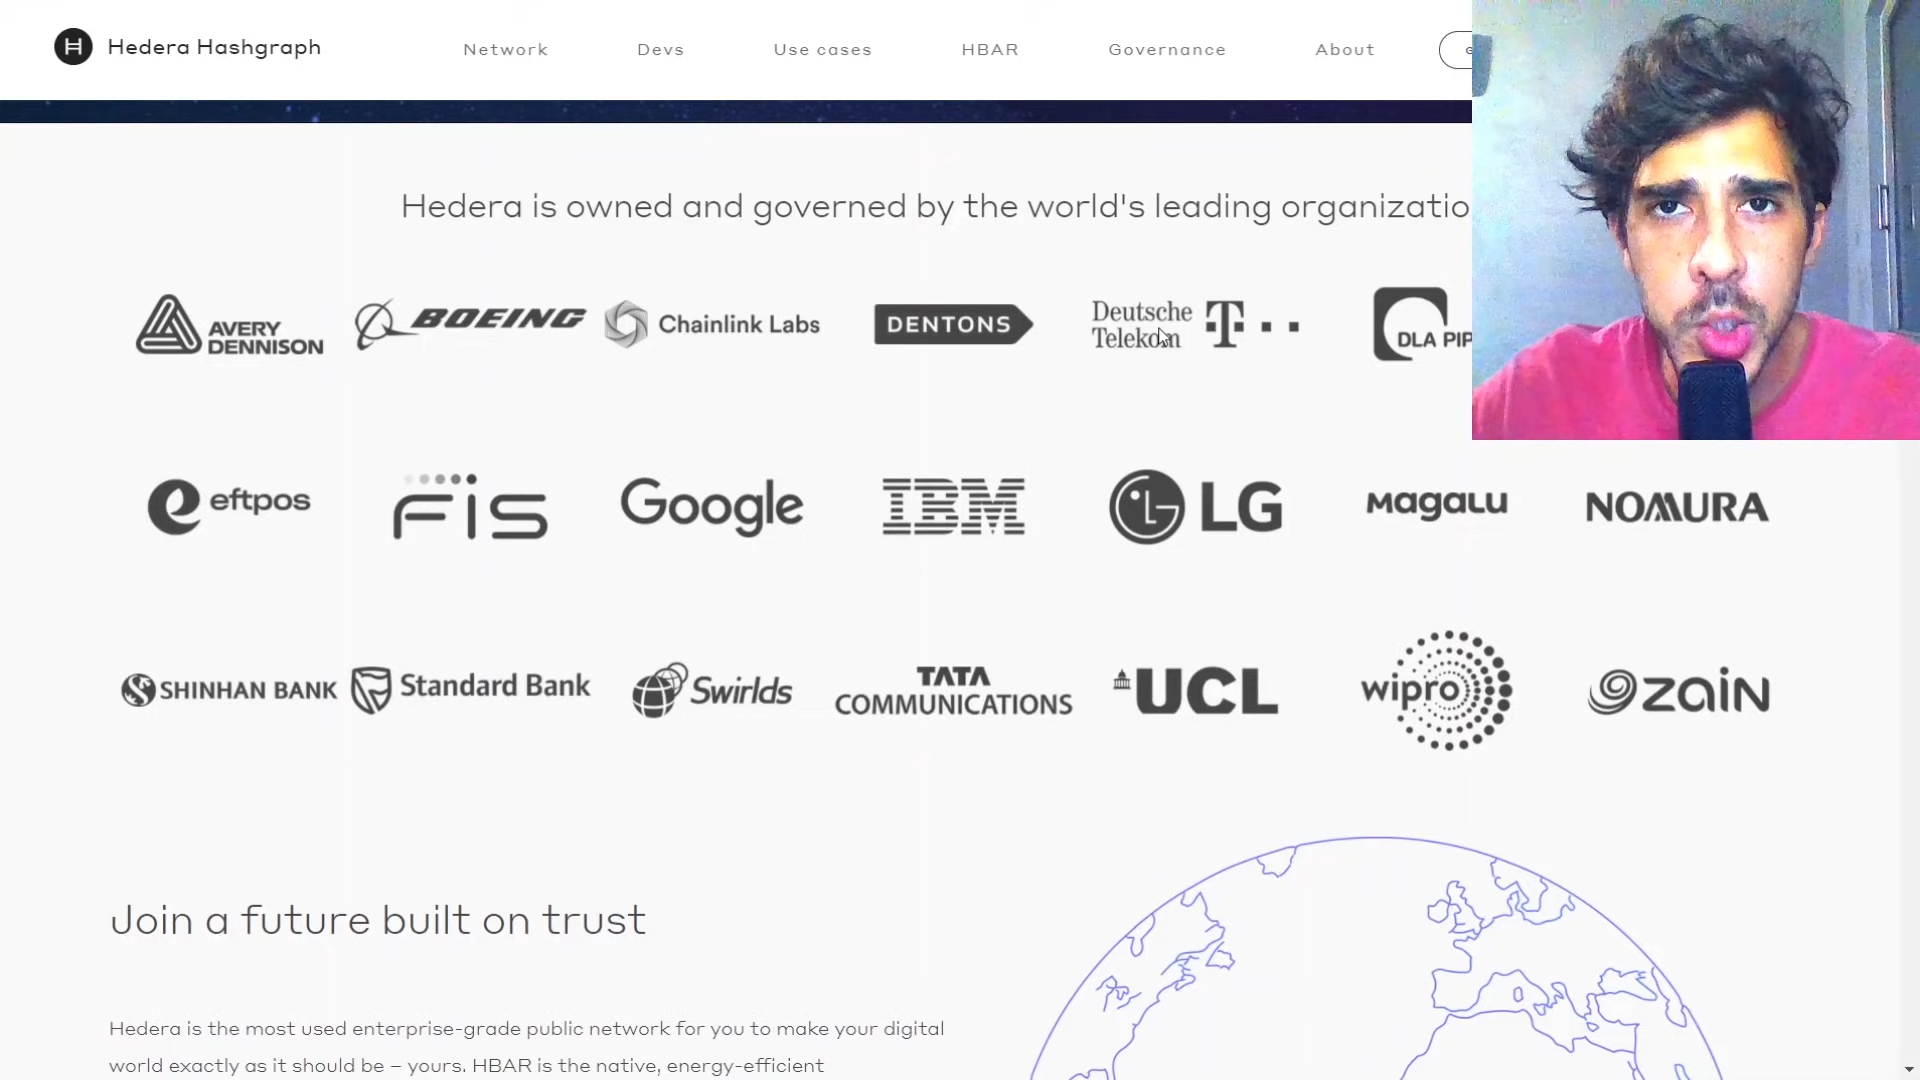 Hedera Hashgraph
Network
Devs
Use cases
HBAR
Governance
About
Hedera is owned and governed by the world's leading
AVERY
DENNISON
BOEING
Chainlink Labs
DENTONS
Deutsche
Telekom
T
DLA
eftpos
FIS
Google
IBM
LG
Magalu
NOMURA
SHINHAN BANK
Standard Bank
Swirlds
TATA
COMMUNICATIONS
UCL
wipro
zain
Join a future built on trust
Hedera is the most used enterprise-grade public network for you to make your digital
world exactly as it should be – yours. HBAR is the native, energy-efficient